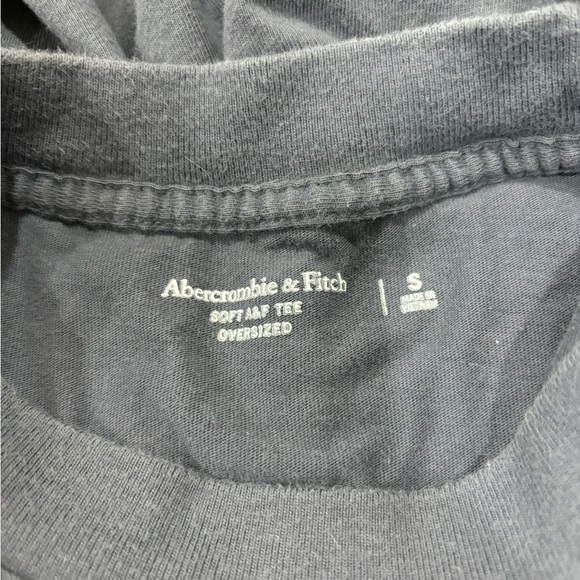 Abercrombie & Fitch
SOFT A&F TEE
OVERSIZED
S
MADE IN
VIETNAM